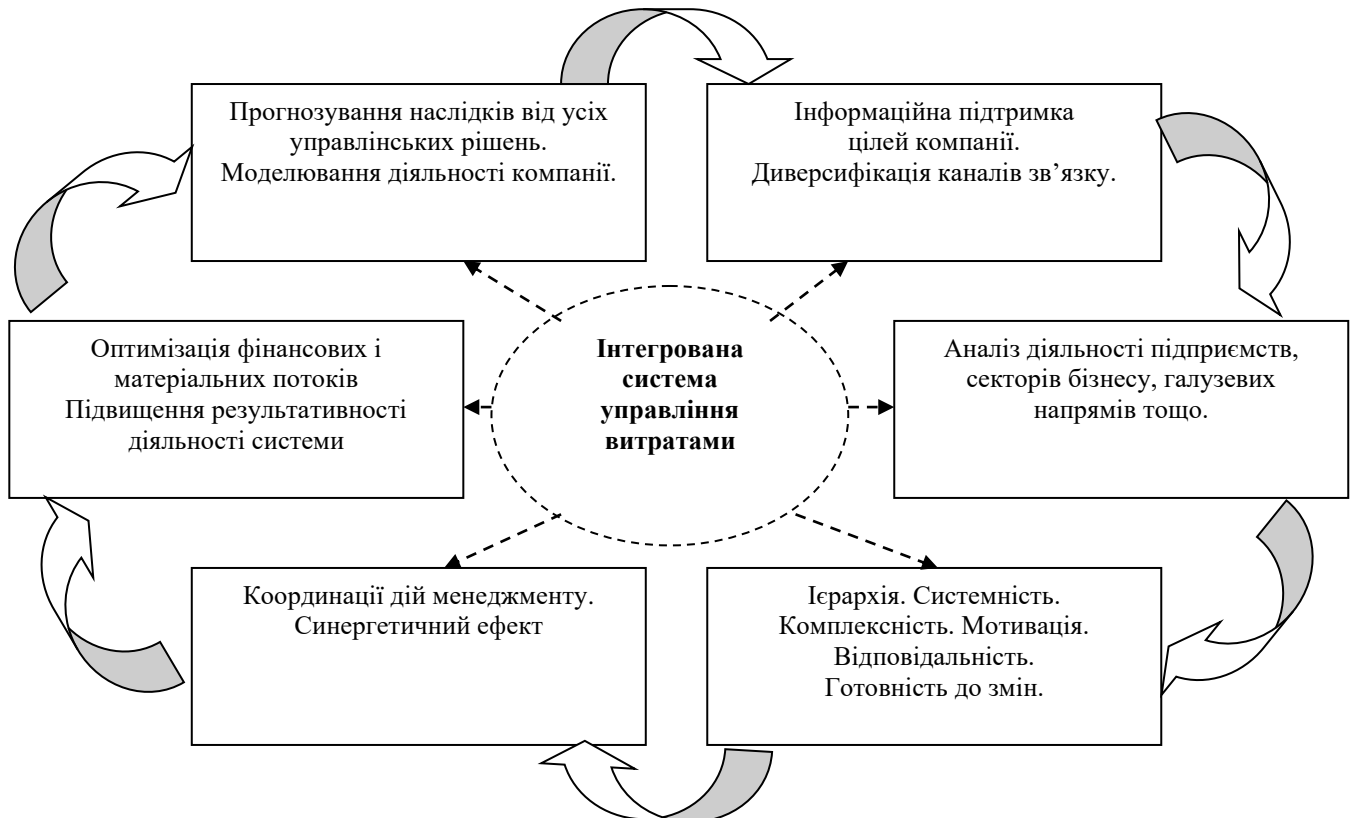 Прогнозування наслідків від усіх
управлінських рішень.
Моделювання діяльності компанії.
Інформаційна підтримка
цілей компанії.
Диверсифікація каналів зв’язку.
Оптимізація фінансових і
матеріальних потоків
Підвищення результативності
діяльності системи
Інтегрована
система
управління
витратами
Аналіз діяльності підприємств,
секторів бізнесу, галузевих
напрямів тощо.
Координації дій менеджменту.
Синергетичний ефект
Ієрархія. Системність.
Комплексність. Мотивація.
Відповідальність.
Готовність до змін.